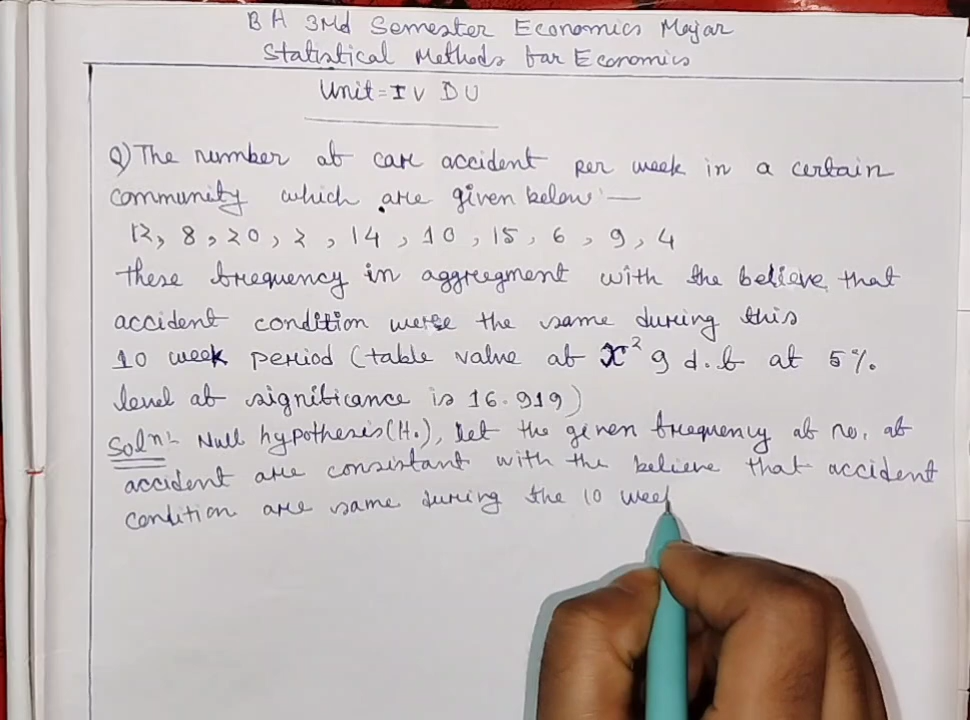 BA 3rd Semester Economics Major
Statistical Methods for Economics
Unit = IV DU
Q) The number of car accident per week in a certain
community which are given below :—
12, 8, 20, 2, 14, 10, 15, 6, 9, 4
these frequency in aggreegment with the believe, that
accident condition were the same during this
10 week period (table value of x² 9 d.f at 5%.
level of significance is 16.919)
Soln:- Null hypothesis (H₀), let the given frequency of no. of
accident are consistant with the believe that accident
condition are same during the 10 week